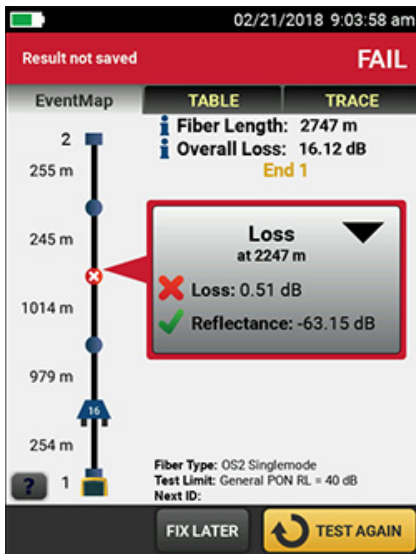 02/21/2018 9:03:58 am
Result not saved
FAIL
EventMap
TABLE
TRACE
i Fiber Length: 2747 m
i Overall Loss: 16.12 dB
End 1
2
255 m
245 m
1014 m
979 m
16
254 m
1
Loss
at 2247 m
Loss: 0.51 dB
Reflectance: -63.15 dB
Fiber Type: OS2 Singlemode
Test Limit: General PON RL = 40 dB
Next ID:
?
FIX LATER
TEST AGAIN